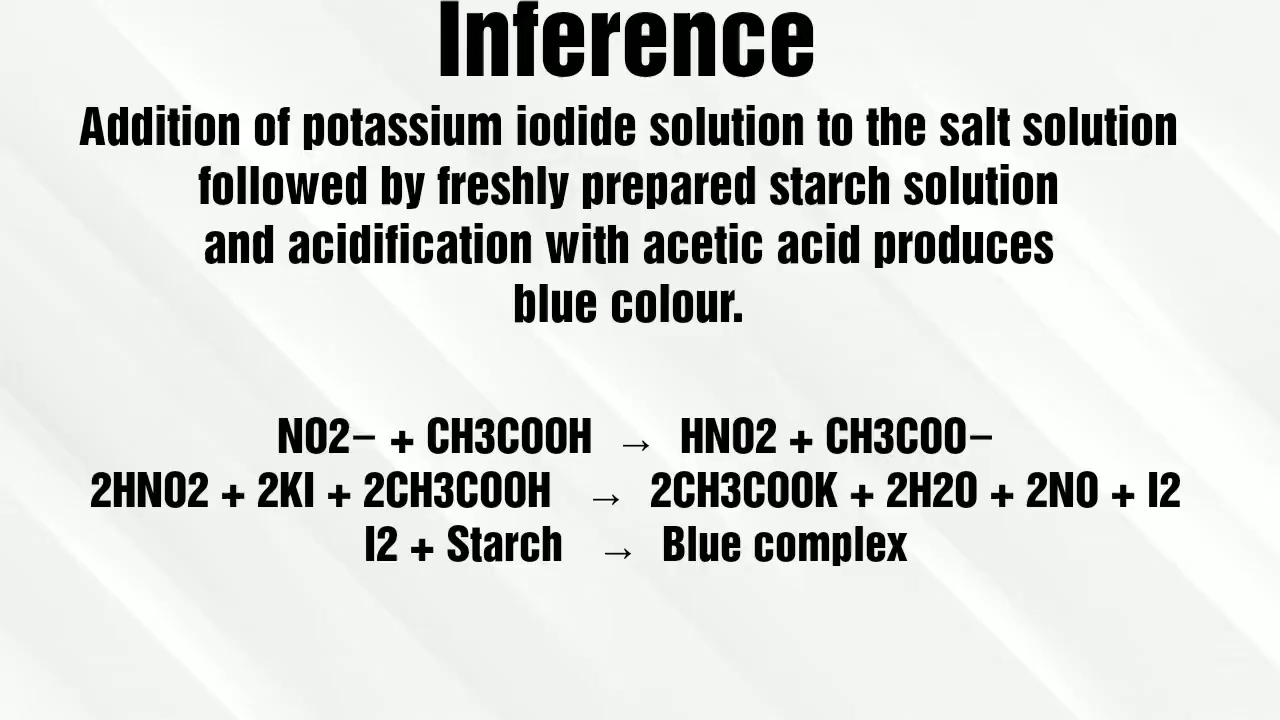 Inference
Addition of potassium iodide solution to the salt solution
followed by freshly prepared starch solution
and acidification with acetic acid produces
blue colour.
NO2– + CH3COOH → HNO2 + CH3COO–
2HNO2 + 2KI + 2CH3COOH → 2CH3COOK + 2H2O + 2NO + I2
I2 + Starch → Blue complex